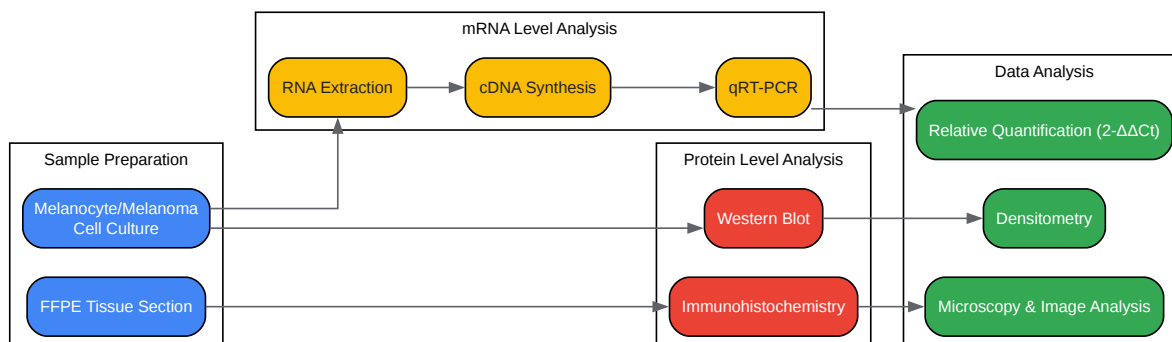 mRNA Level Analysis
RNA Extraction
cDNA Synthesis
qRT-PCR
Data Analysis
Relative Quantification (2-ΔΔCt)
Sample Preparation
Protein Level Analysis
Melanocyte/Melanoma
Cell Culture
Western Blot
Densitometry
FFPE Tissue Section
Immunohistochemistry
Microscopy & Image Analysis